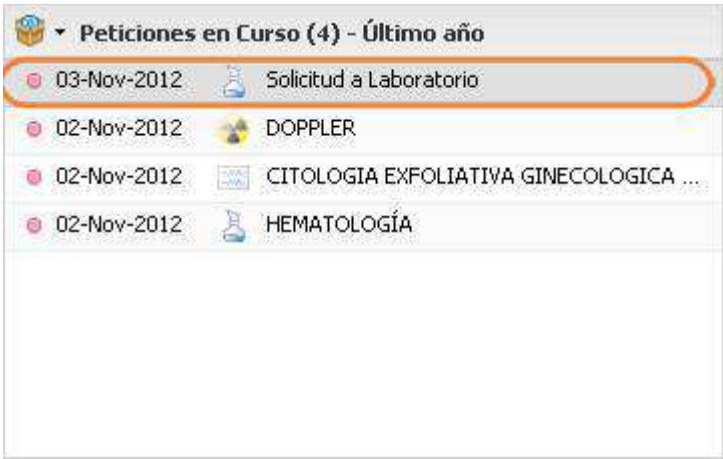 Peticiones en Curso (4) - Último año
03-Nov-2012 Solicitud a Laboratorio
02-Nov-2012 DOPPLER
02-Nov-2012 CITOLOGIA EXFOLIATIVA GINECOLOGICA ...
02-Nov-2012 HEMATOLOGÍA